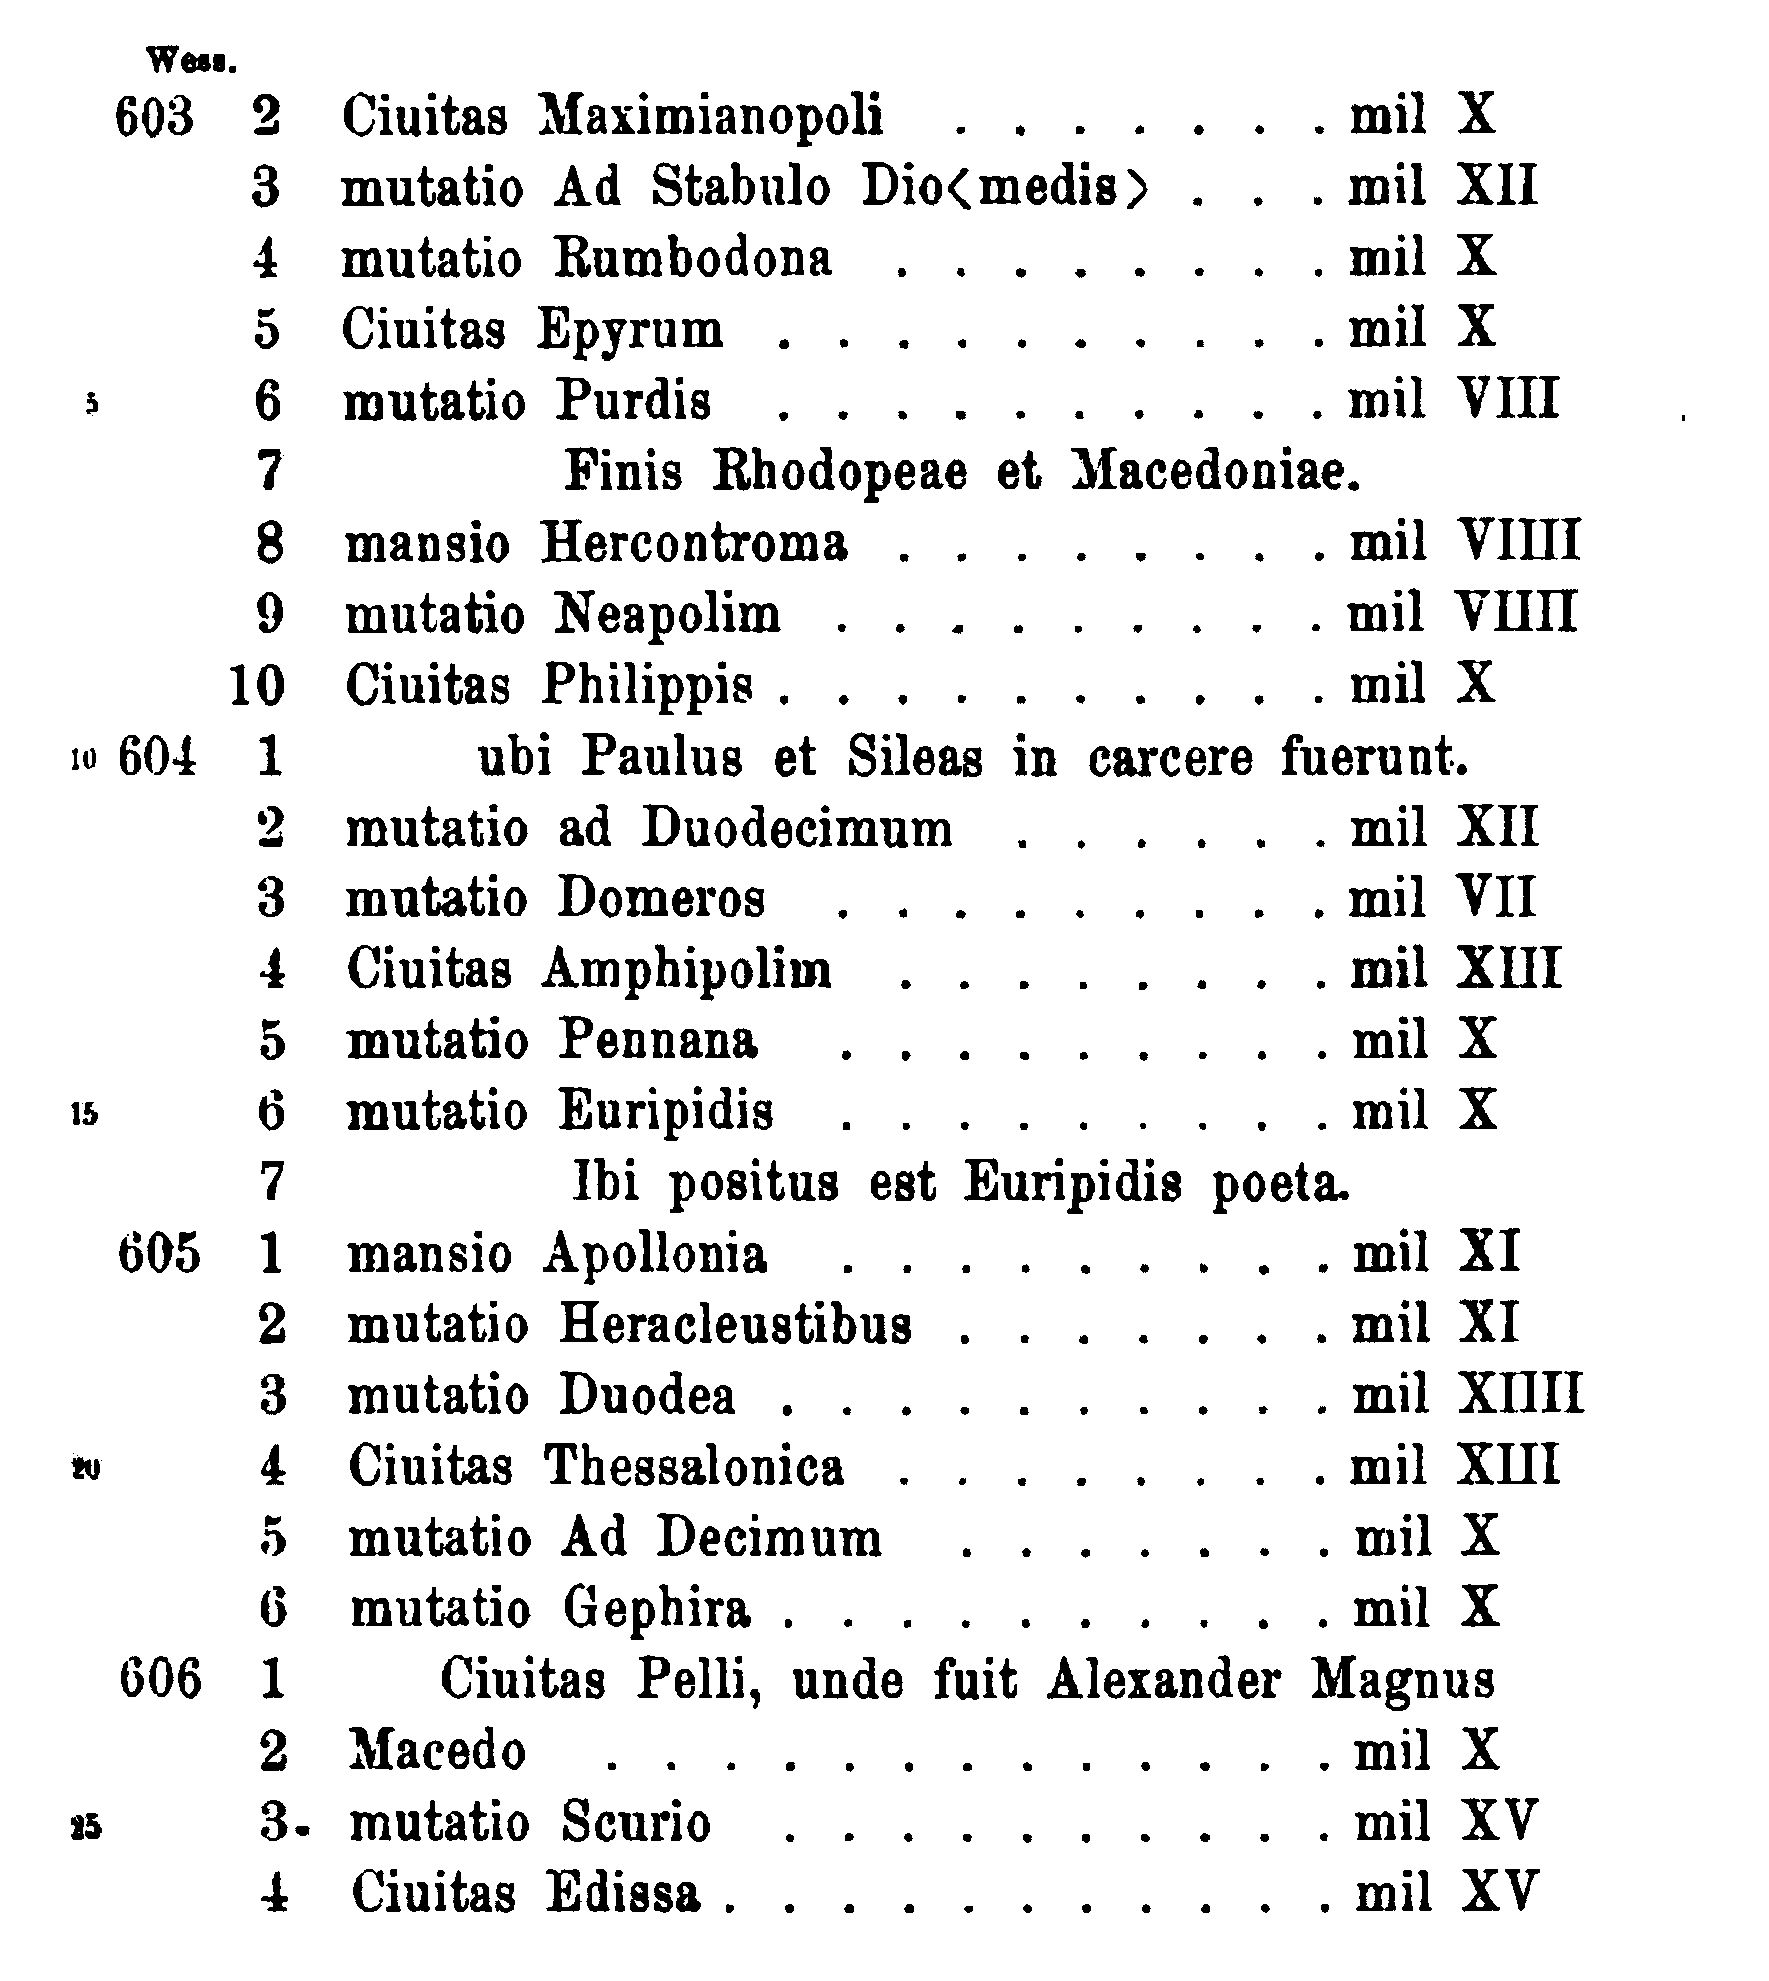 Wess.
603 2 Ciuitas Maximianopoli . . . . . . . mil X
3 mutatio Ad Stabulo Dio<medis> . . . mil XII
4 mutatio Rumbodona . . . . . . . . mil X
5 Ciuitas Epyrum . . . . . . . . . . mil X
5 6 mutatio Purdis . . . . . . . . . . mil VIII
7 Finis Rhodopeae et Macedoniae.
8 mansio Hercontroma . . . . . . . . mil VIIII
9 mutatio Neapolim . . . . . . . . . mil VIIII
10 Ciuitas Philippis . . . . . . . . . . mil X
10 604 1 ubi Paulus et Sileas in carcere fuerunt.
2 mutatio ad Duodecimum . . . . . . mil XII
3 mutatio Domeros . . . . . . . . . mil VII
4 Ciuitas Amphipolim . . . . . . . . mil XIII
5 mutatio Pennana . . . . . . . . . mil X
15 6 mutatio Euripidis . . . . . . . . . mil X
7 Ibi positus est Euripidis poeta.
605 1 mansio Apollonia . . . . . . . . . mil XI
2 mutatio Heracleustibus . . . . . . . mil XI
3 mutatio Duodea . . . . . . . . . . mil XIIII
20 4 Ciuitas Thessalonica . . . . . . . . mil XIII
5 mutatio Ad Decimum . . . . . . . mil X
6 mutatio Gephira . . . . . . . . . . mil X
606 1 Ciuitas Pelli, unde fuit Alexander Magnus
2 Macedo . . . . . . . . . . . . . mil X
25 3 mutatio Scurio . . . . . . . . . . mil XV
4 Ciuitas Edissa . . . . . . . . . . . mil XV